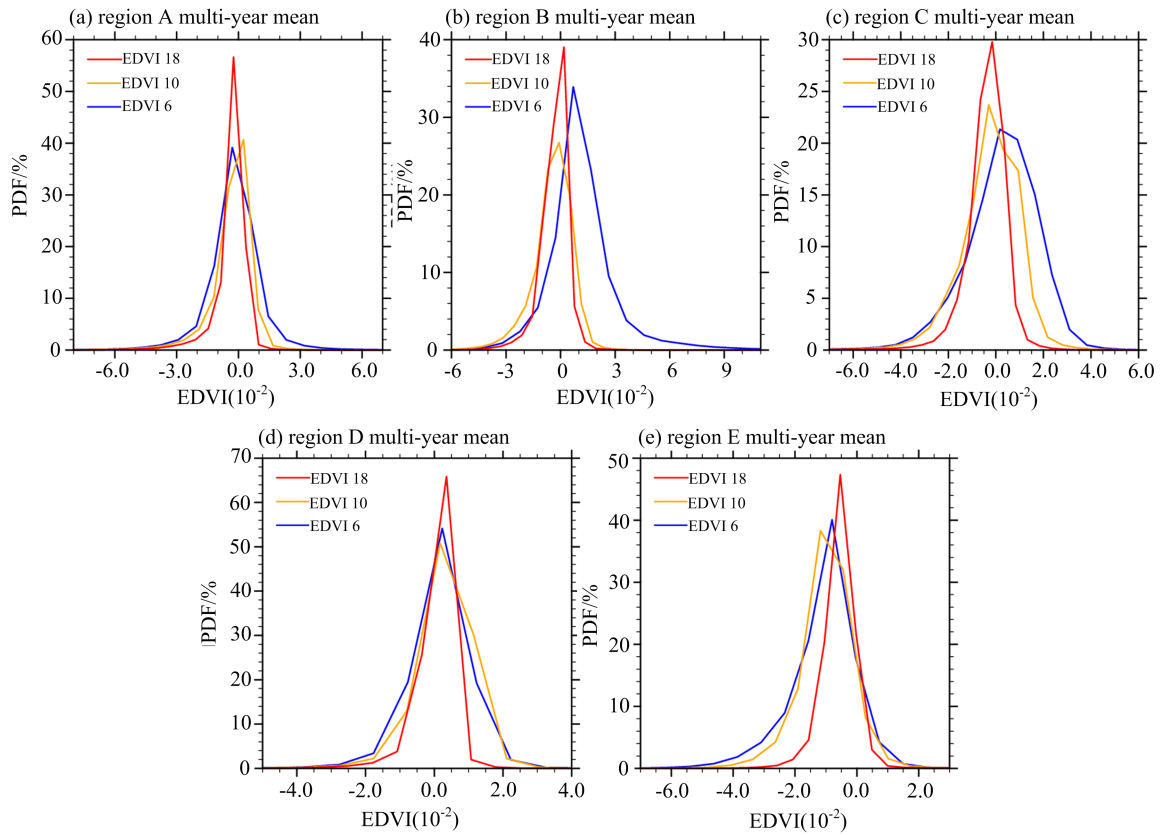 (a) region A multi-year mean
60
50
40
30
20
10
0
PDF/%
EDVI 18
EDVI 10
EDVI 6
-6.0 -3.0 0.0 3.0
EDVI(10-2)
(b) region B multi-year mean
40
30
20
10
0
PDF/%
EDVI 18
EDVI 10
EDVI 6
-6 -3 0 3 6 9
EDVI(10-2)
(c) region C multi-year mean
30
25
20
15
10
5
0
PDF/%
EDVI 18
EDVI 10
EDVI 6
-6.0 -4.0 -2.0 0.0 2.0 4.0 6.0
EDVI(10-2)
(d) region D multi-year mean
70
60
50
40
30
20
10
0
PDF/%
EDVI 18
EDVI 10
EDVI 6
-4.0 -2.0 0.0 2.0 4.0
EDVI(10-2)
(e) region E multi-year mean
50
40
30
20
10
0
PDF/%
EDVI 18
EDVI 10
EDVI 6
-6.0 -4.0 -2.0 -0.0 2.0
EDVI(10-2)